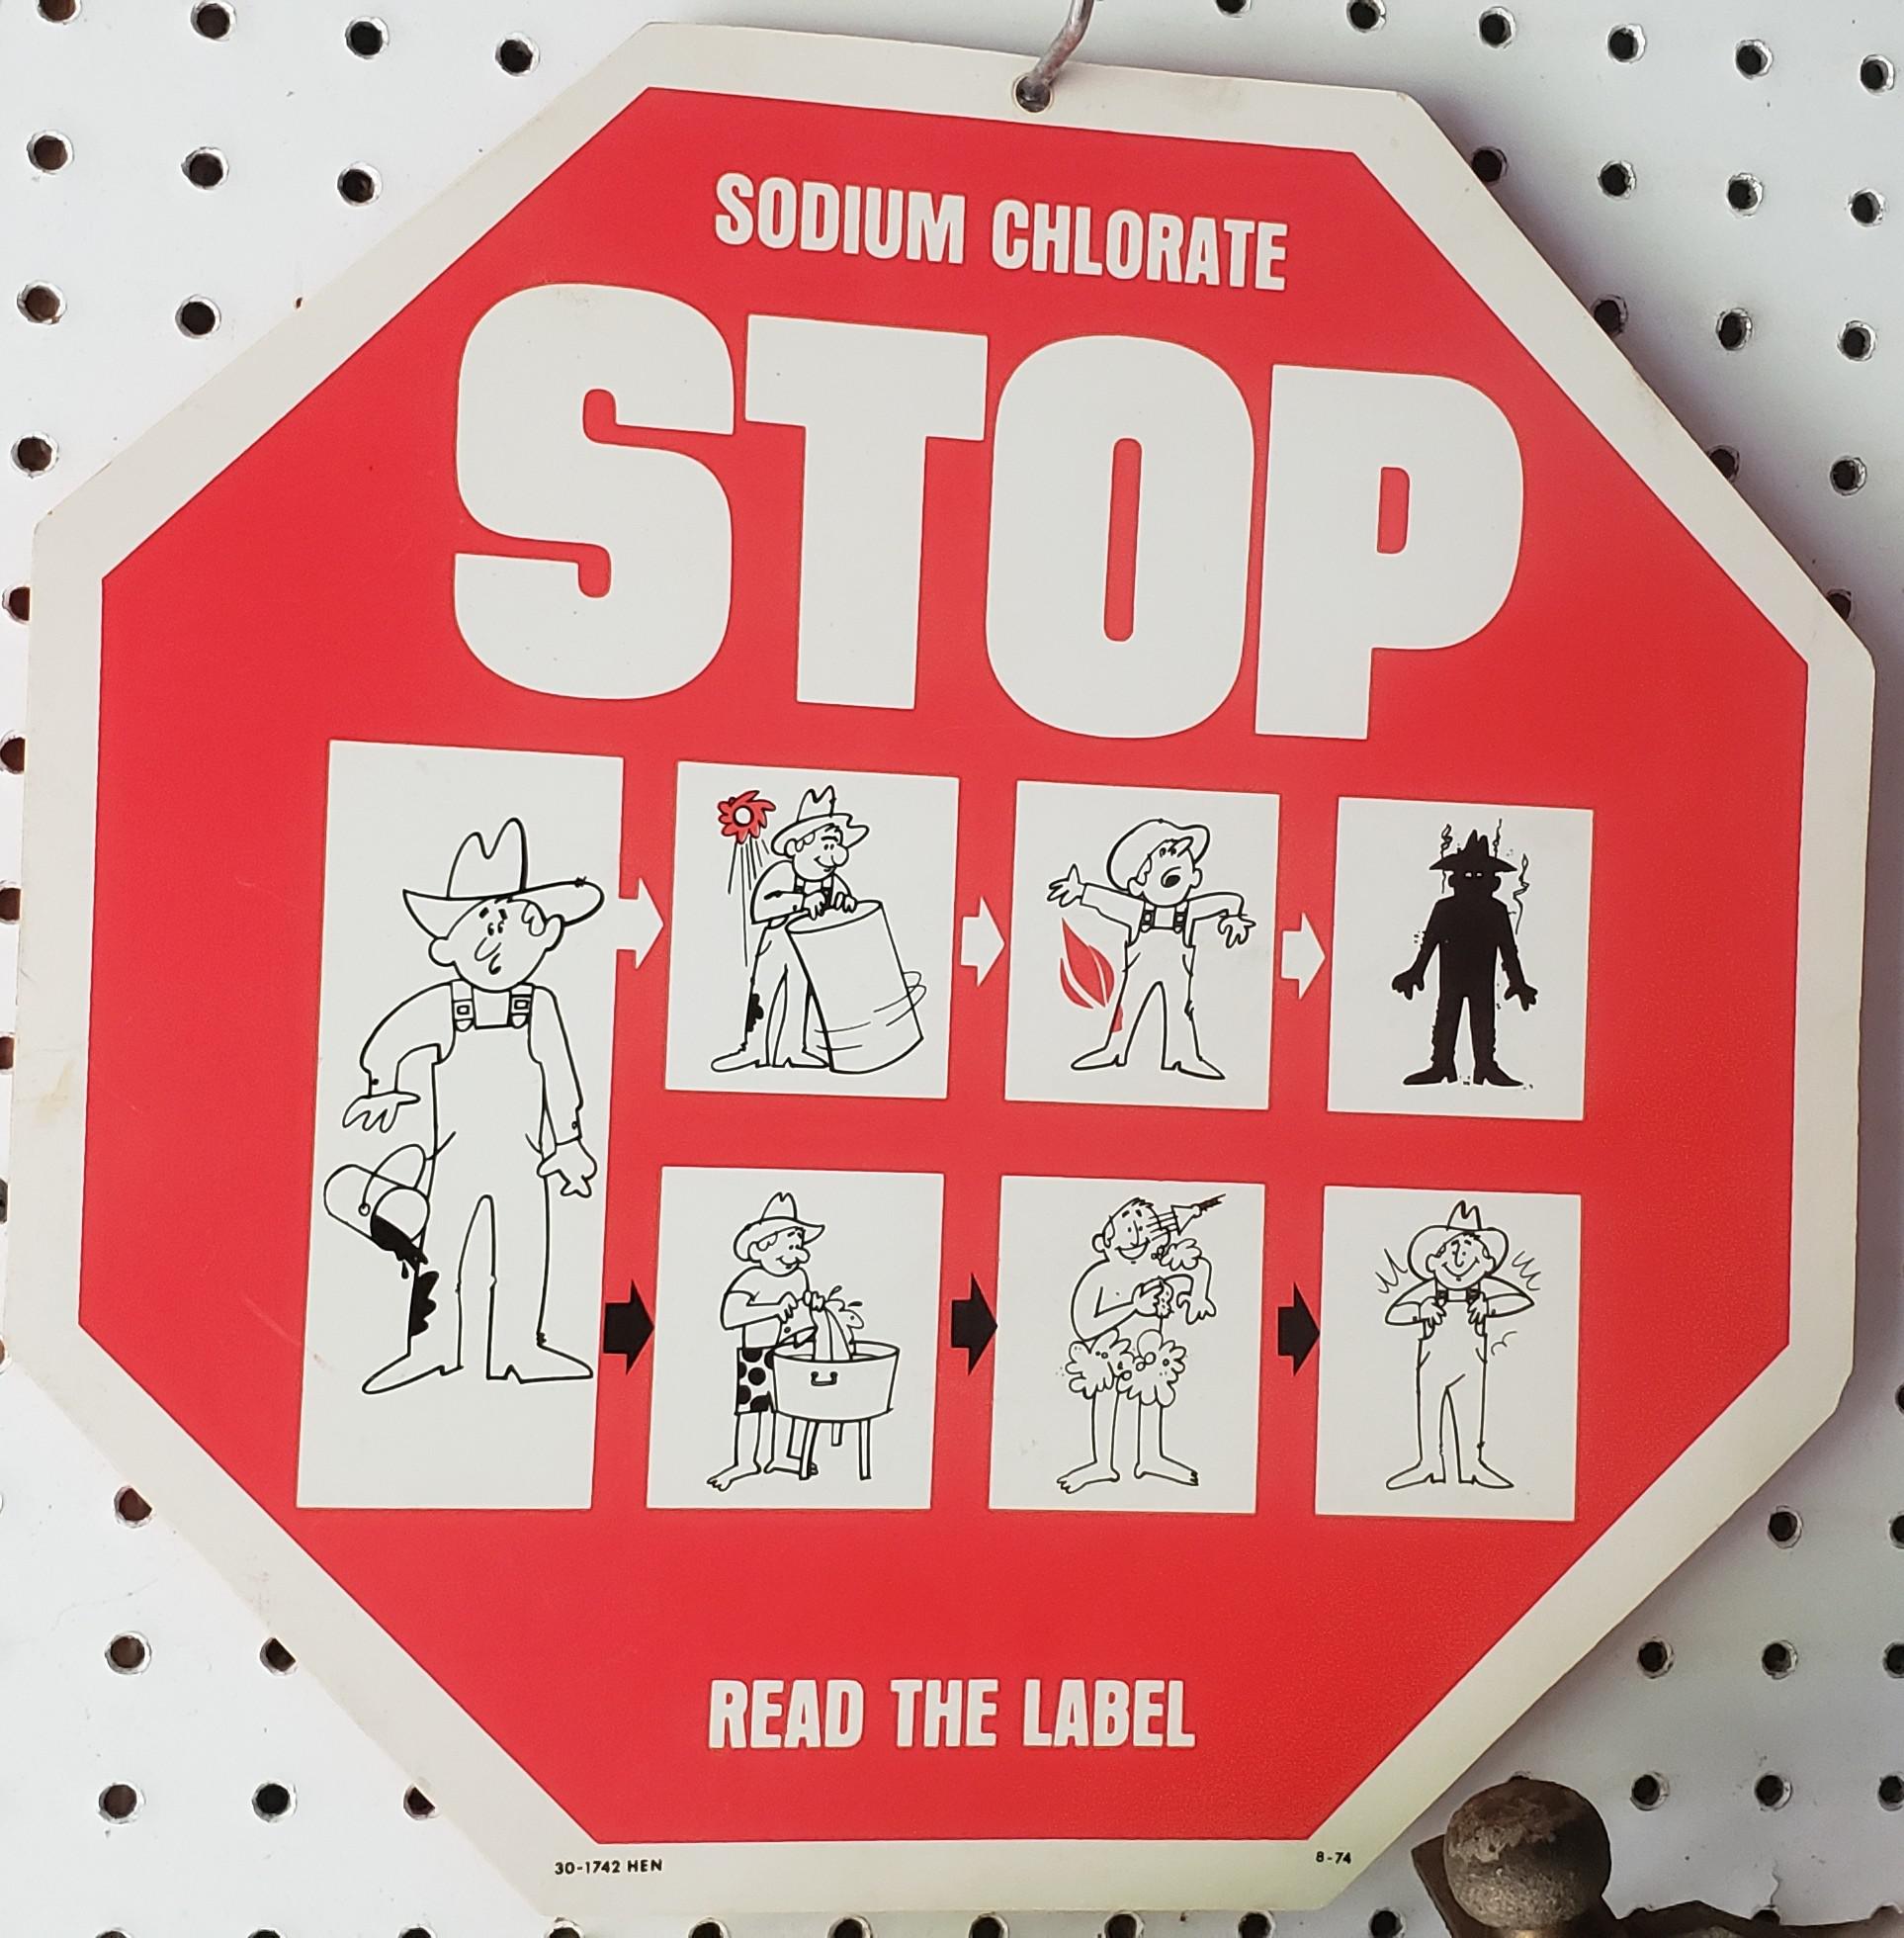 SODIUM CHLORATE
STOP
READ THE LABEL
30-1742 HEN
8-74